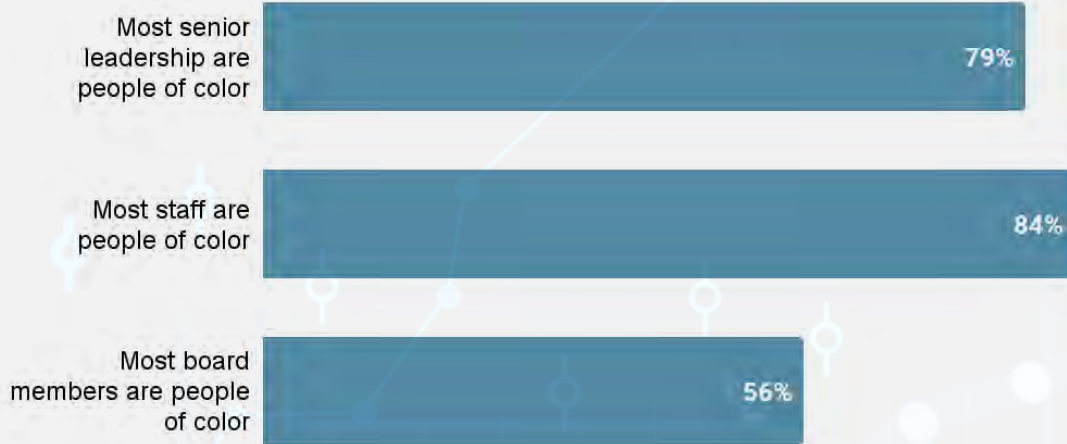 Most senior
leadership are
people of color
79%
Most staff are
people of color
84%
Most board
members are people
of color
56%